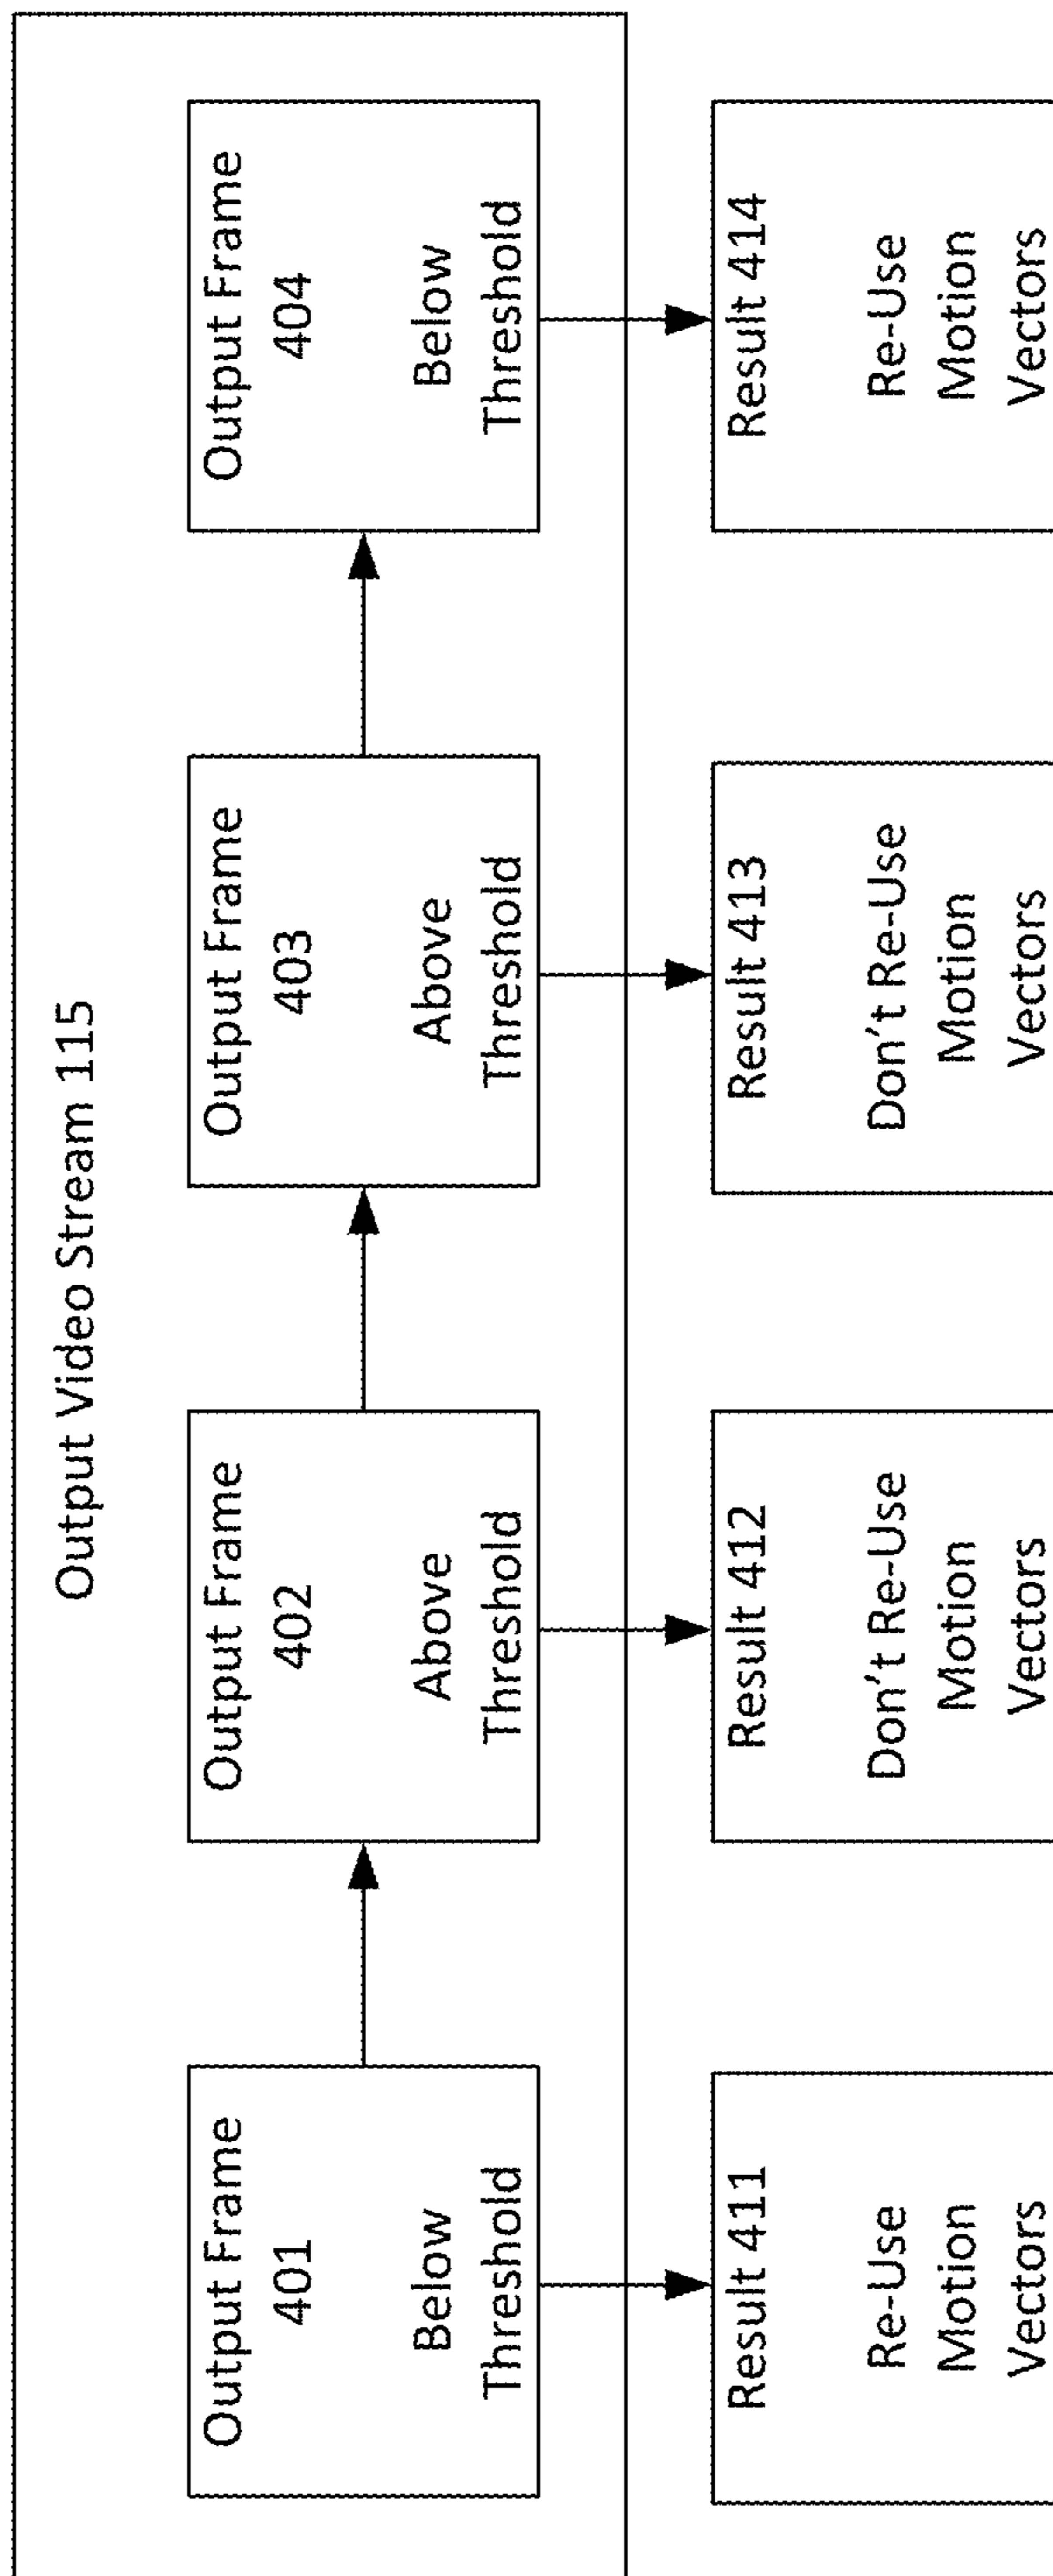 Output Video Stream 115
Output Frame
401
Below
Threshold
Output Frame
402
Above
Threshold
Output Frame
403
Above
Threshold
Output Frame
404
Below
Threshold
Result 411
Re-Use
Motion
Vectors
Result 412
Don't Re-Use
Motion
Vectors
Result 413
Don't Re-Use
Motion
Vectors
Result 414
Re-Use
Motion
Vectors